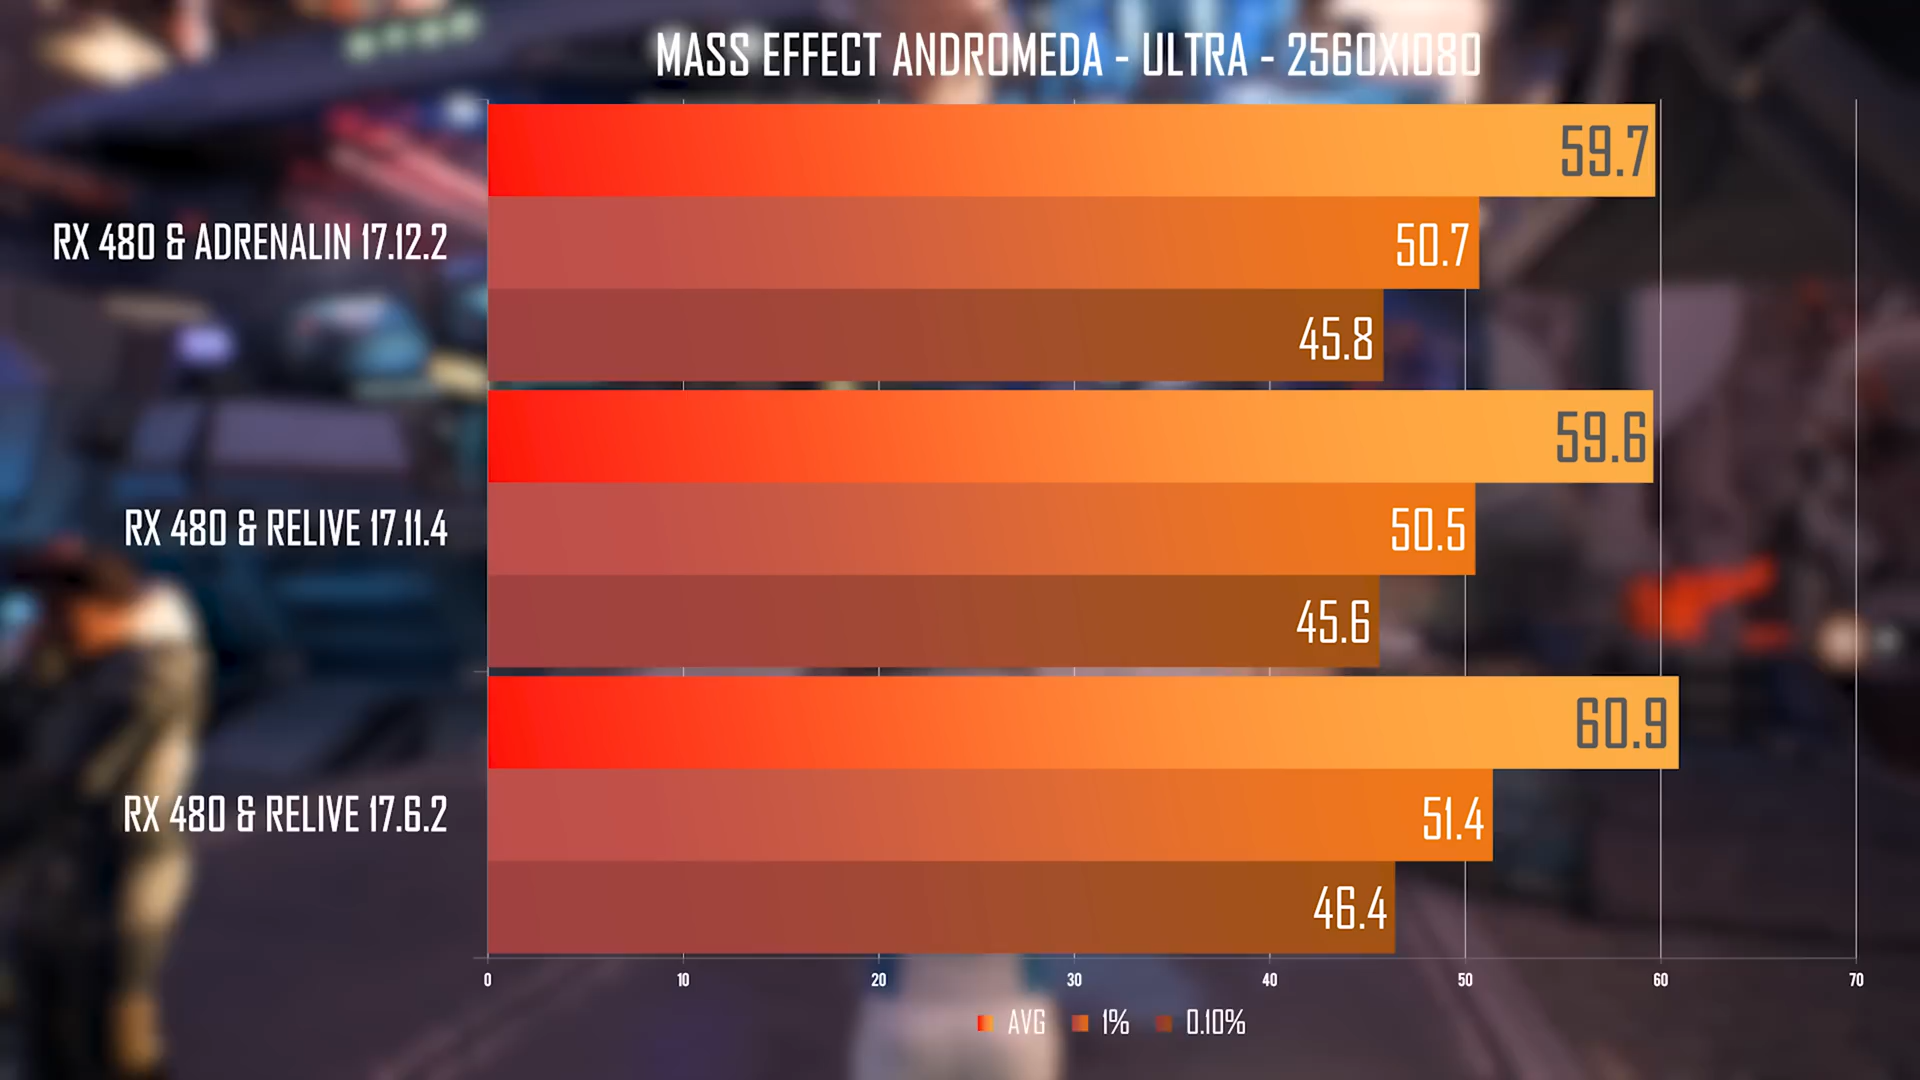 MASS EFFECT ANDROMEDA - ULTRA - 2560X1080
RX 480 & ADRENALIN 17.12.2
59.7
50.7
45.8
RX 480 & RELIVE 17.11.4
59.6
50.5
45.6
RX 480 & RELIVE 17.6.2
60.9
51.4
46.4
0 10 20 30 40 50 60 70
AVG 1% 0.10%